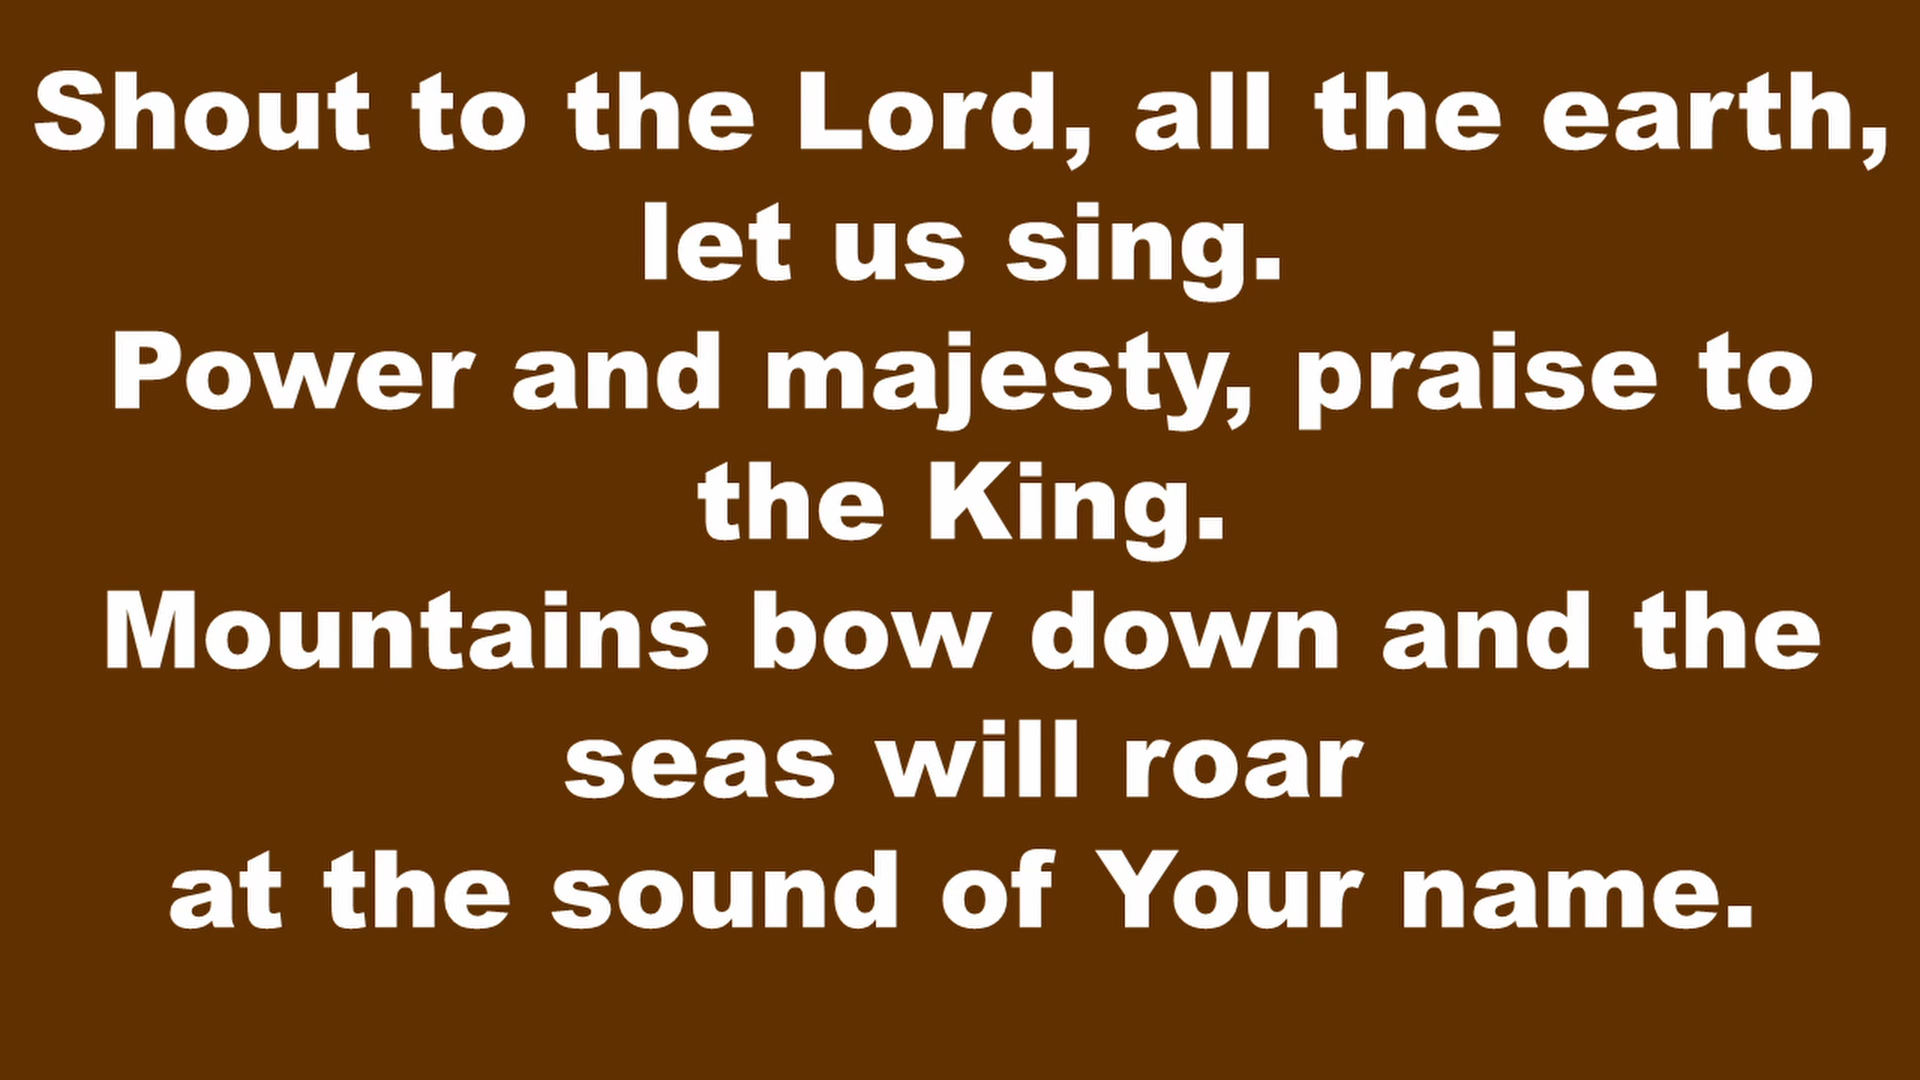 Shout to the Lord, all the earth,
let us sing.
Power and majesty, praise to
the King.
Mountains bow down and the
seas will roar
at the sound of Your name.